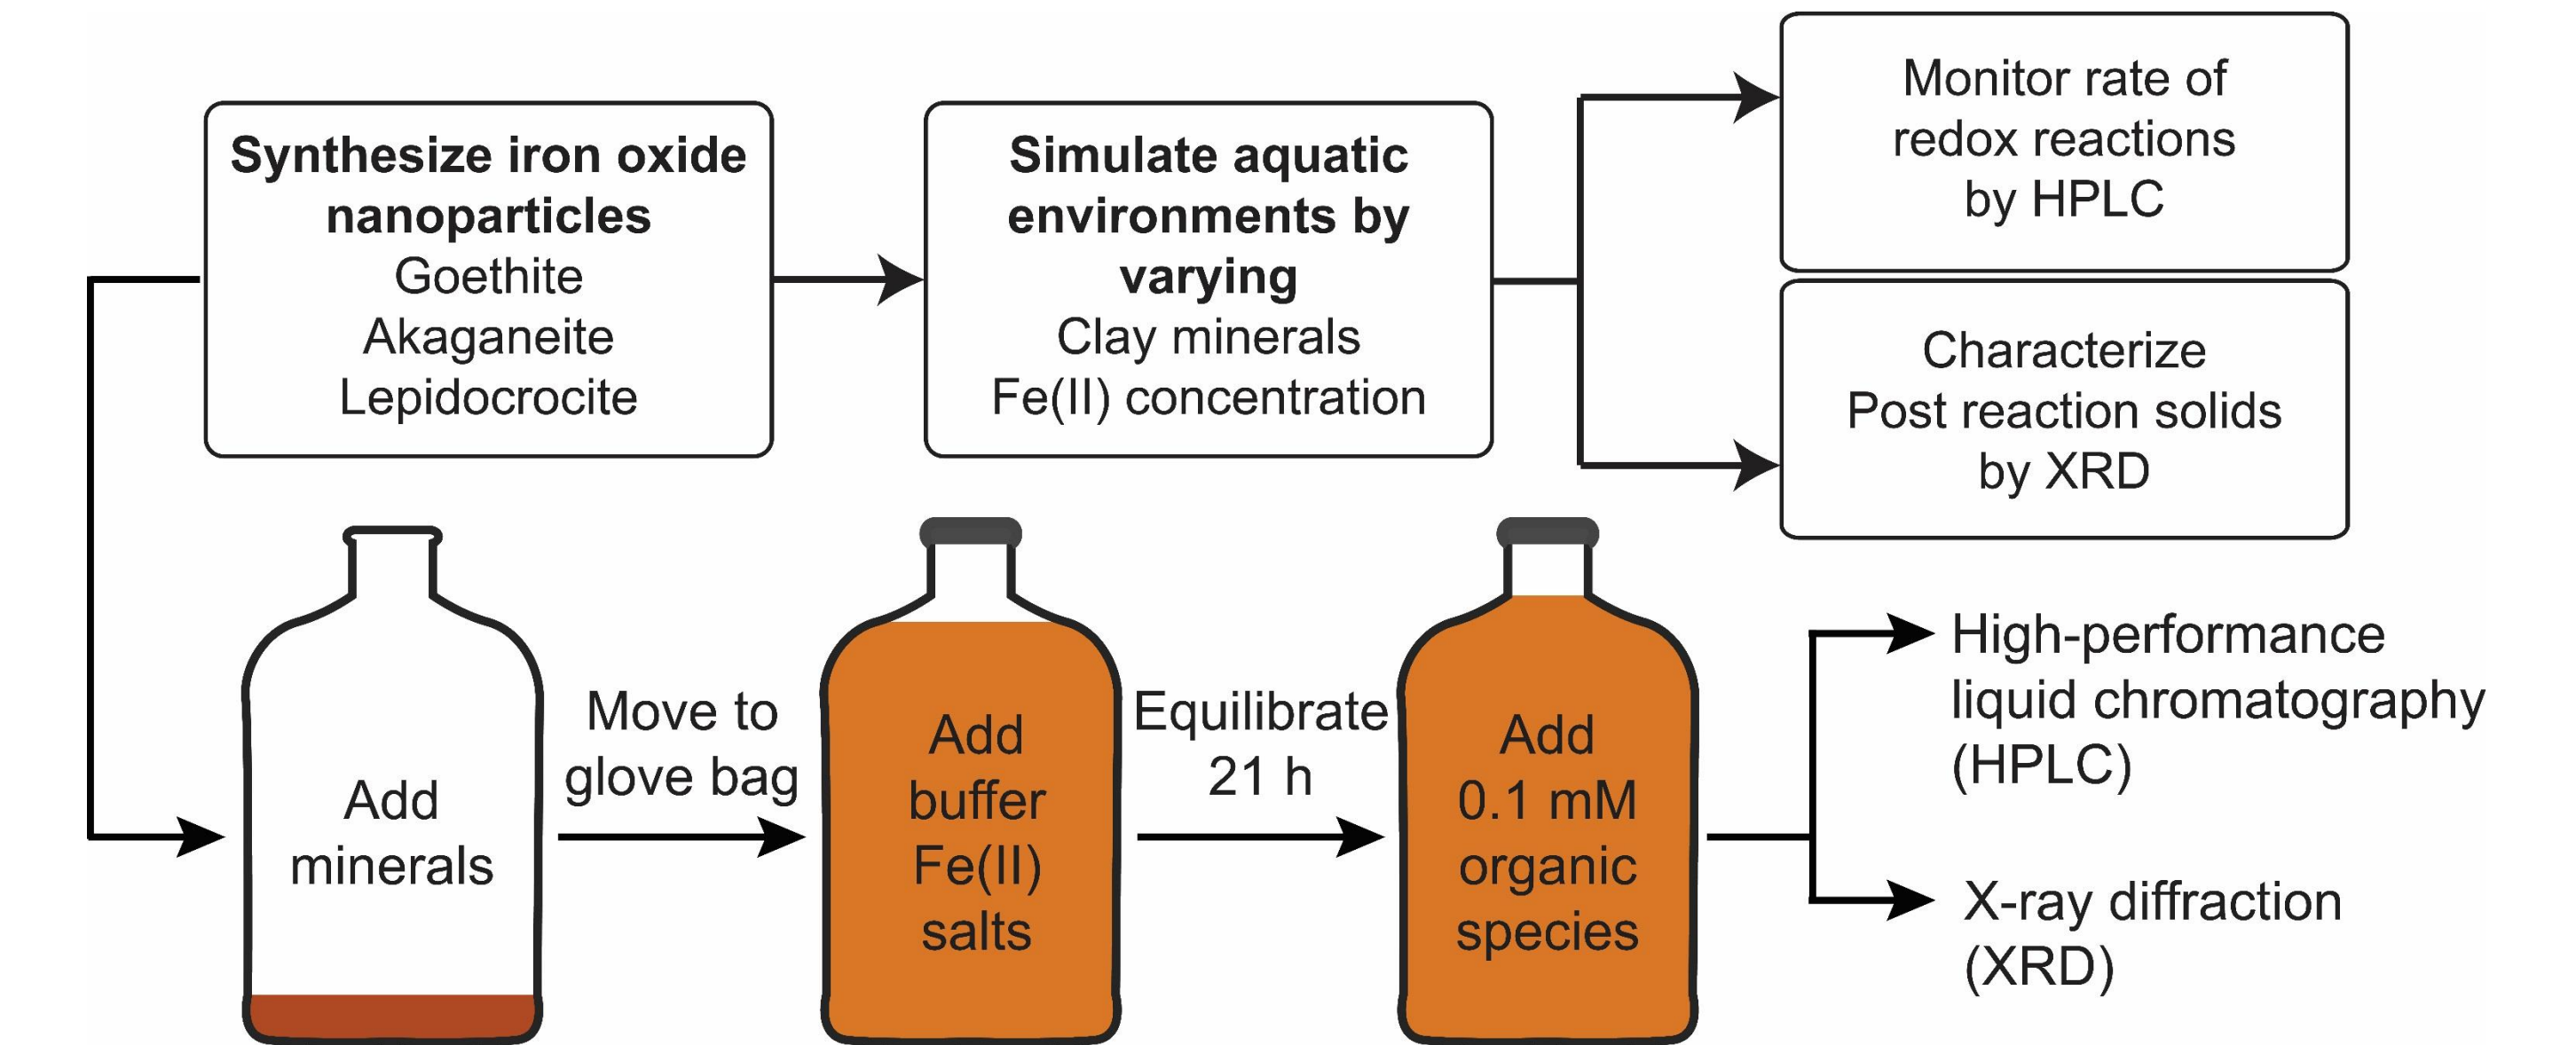 Synthesize iron oxide
nanoparticles
Goethite
Akaganeite
Lepidocrocite
Simulate aquatic
environments by
varying
Clay minerals
Fe(II) concentration
Monitor rate of
redox reactions
by HPLC
Characterize
Post reaction solids
by XRD
Add
minerals
Move to
glove bag
Add
buffer
Fe(II)
salts
Equilibrate
21 h
Add
0.1 mM
organic
species
High-performance
liquid chromatography
(HPLC)
X-ray diffraction
(XRD)